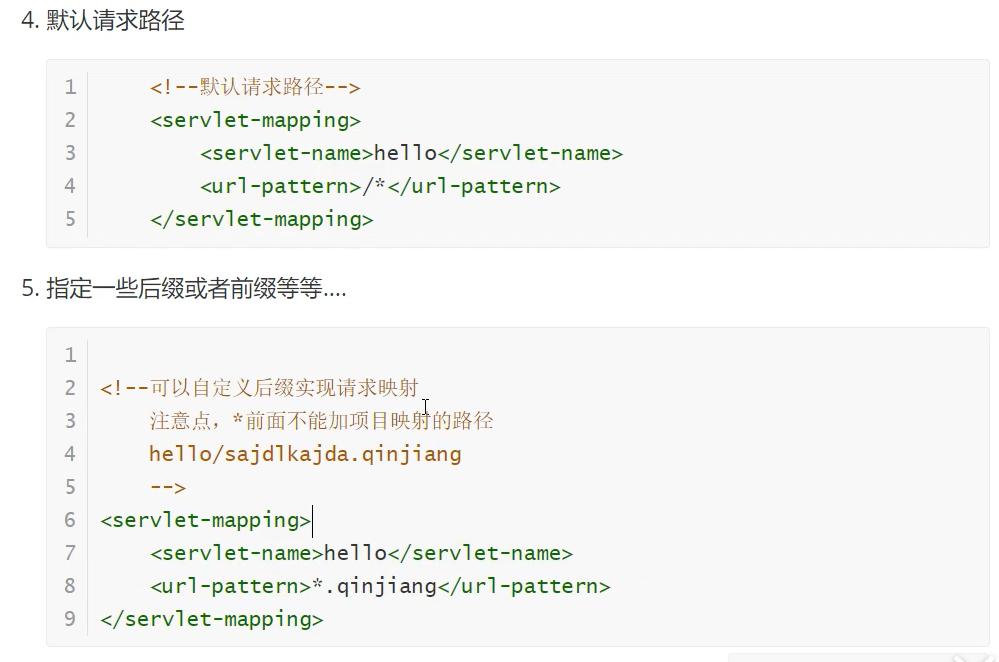 4. 默认请求路径
1 <!--默认请求路径-->
2 <servlet-mapping>
3 <servlet-name>hello</servlet-name>
4 <url-pattern>/*</url-pattern>
5 </servlet-mapping>
5. 指定一些后缀或者前缀等等....
1
2 <!--可以自定义后缀实现请求映射
3 注意点，*前面不能加项目映射的路径
4 hello/sajdlkajda.qinjiang
5 -->
6 <servlet-mapping>
7 <servlet-name>hello</servlet-name>
8 <url-pattern>*.qinjiang</url-pattern>
9 </servlet-mapping>